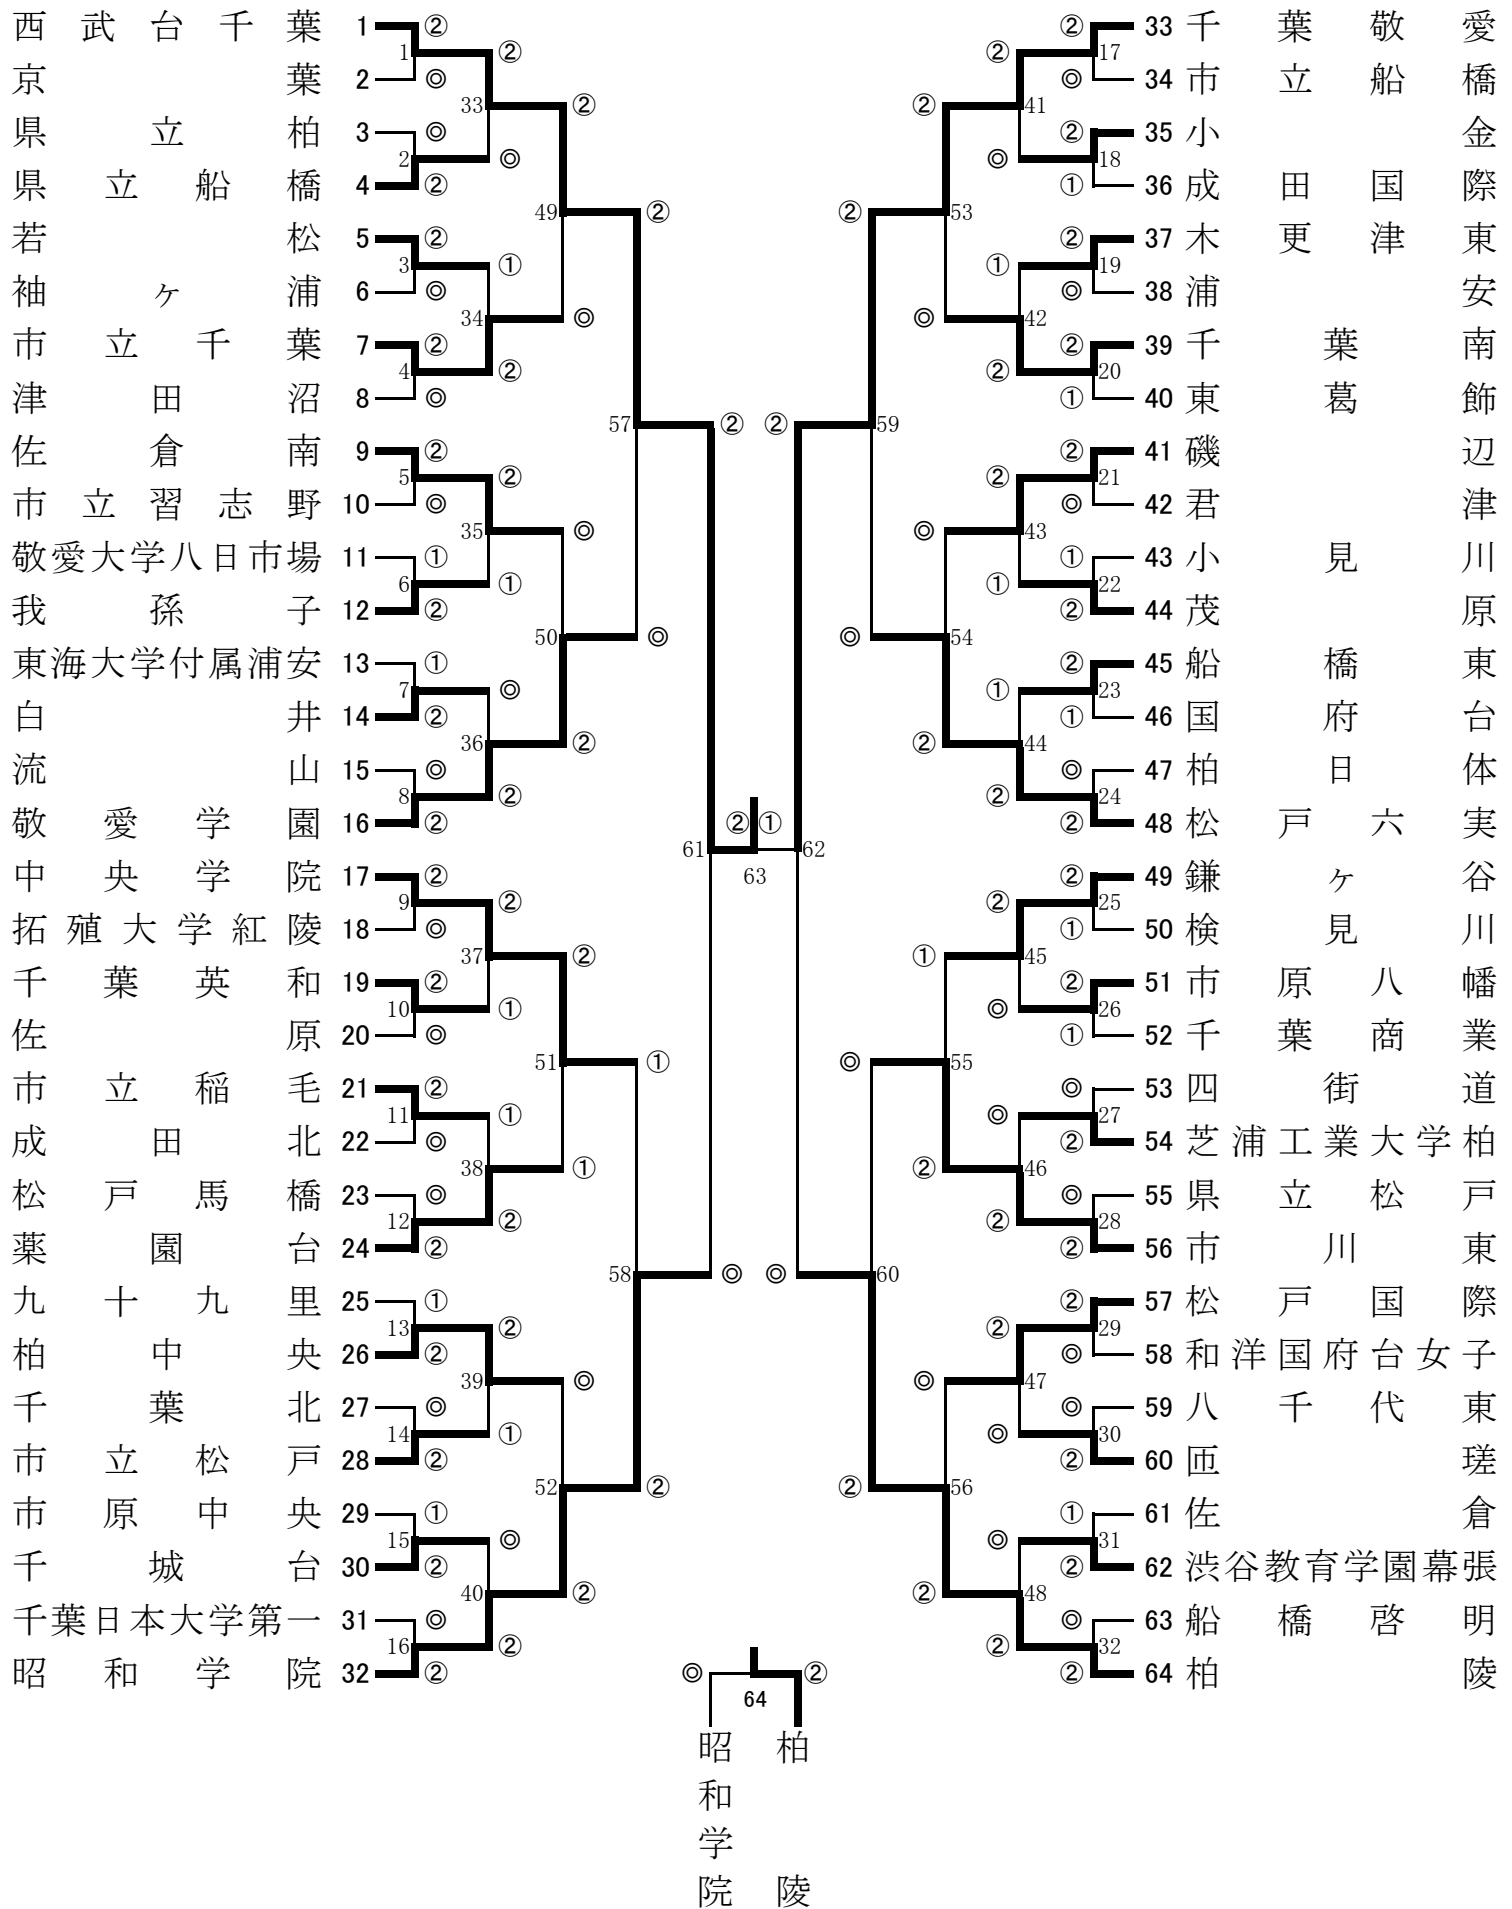 西武台千葉 1 ②
京葉 2 ◎
県立柏 3 ◎
県立船橋 4 ②
若松 5 ②
袖ヶ浦 6 ◎
市立千葉 7 ②
津田沼 8 ◎
佐倉南 9 ②
市立習志野 10 ◎
敬愛大学八日市場 11 ①
我孫子 12 ②
東海大学付属浦安 13 ①
白井 14 ②
流山 15 ◎
敬愛学園 16 ②
中央学院 17 ②
拓殖大学紅陵 18 ◎
千葉英和 19 ②
佐原 20 ◎
市立稲毛 21 ②
成田北 22 ◎
松戸馬橋 23 ◎
薬園台 24 ②
九十九里 25 ①
柏中央 26 ②
千葉北 27 ◎
市立松戸 28 ②
市原中央 29 ①
千城台 30 ②
千葉日本大学第一 31 ◎
昭和学院 32 ②
1 ②
2 ◎
3 ①
4 ②
5 ②
6 ①
7 ◎
8 ②
9 ②
10 ①
11 ①
12 ②
13 ②
14 ①
15 ◎
16 ②
33 ②
34 ◎
35 ◎
36 ②
37 ②
38 ①
39 ◎
40 ②
49 ②
50 ◎
51 ①
52 ②
57 ②
58 ◎
61 ② ① 62
63
② 59
◎ 60
② 53
◎ 54
◎ 55
② 56
② 41
◎ 42
◎ 43
② 44
① 45
② 46
◎ 47
② 48
② 17
◎ 18
① 19
② 20
② 21
① 22
① 23
② 24
② 25
◎ 26
◎ 27
② 28
② 29
◎ 30
◎ 31
② 32
② 33 千葉敬愛
◎ 34 市立船橋
② 35 小金
① 36 成田国際
② 37 木更津東
◎ 38 浦安
② 39 千葉南
① 40 東葛飾
② 41 磯辺
◎ 42 君津
① 43 小見川
② 44 茂原
② 45 船橋東
① 46 国府台
◎ 47 柏日体
② 48 松戸六実
② 49 鎌ヶ谷
① 50 検見川
② 51 市原八幡
① 52 千葉商業
◎ 53 四街道
② 54 芝浦工業大学柏
◎ 55 県立松戸
② 56 市川東
② 57 松戸国際
◎ 58 和洋国府台女子
◎ 59 八千代東
② 60 匝瑳
① 61 佐倉
② 62 渋谷教育学園幕張
◎ 63 船橋啓明
② 64 柏陵
◎ 64 ②
昭和学院
柏陵